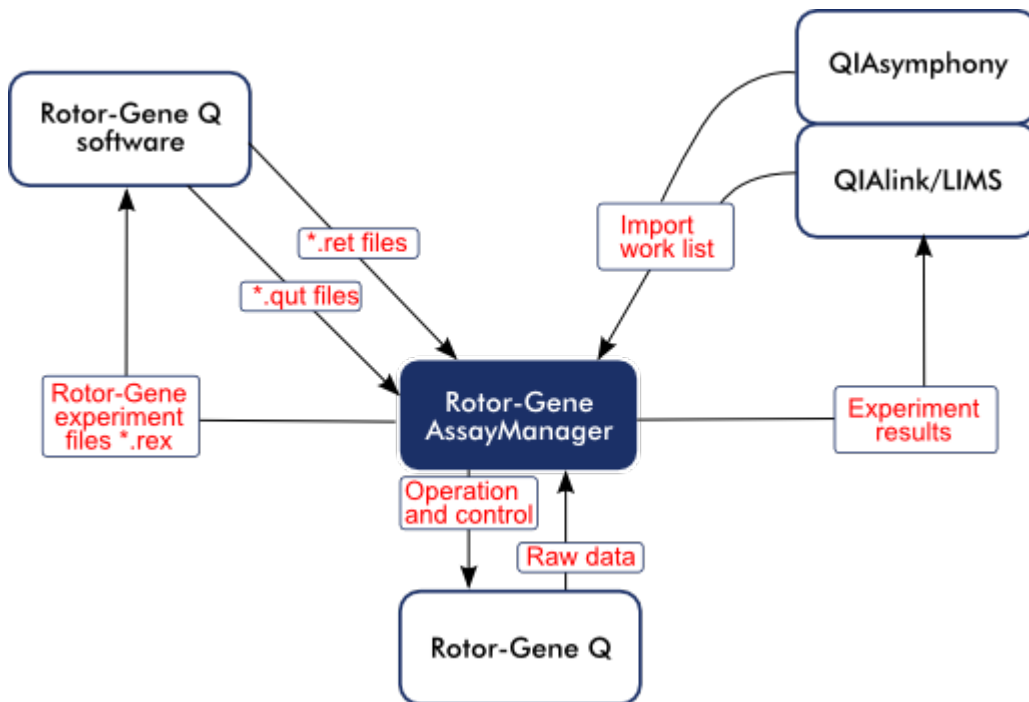 QIAsymphony
Rotor-Gene Q
software
QIAlink/LIMS
*.ret files
Import
work list
*.qut files
Rotor-Gene
experiment
files *.rex
Rotor-Gene
AssayManager
Experiment
results
Operation
and control
Raw data
Rotor-Gene Q